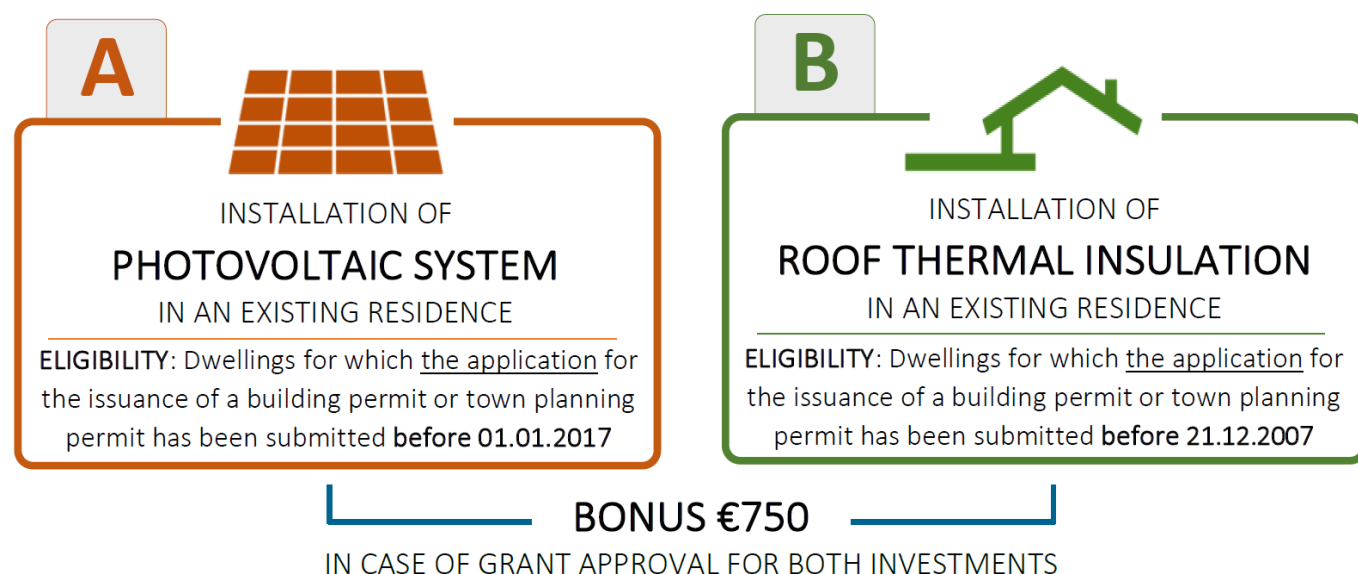 A
INSTALLATION OF
PHOTOVOLTAIC SYSTEM
IN AN EXISTING RESIDENCE
ELIGIBILITY: Dwellings for which the application for
the issuance of a building permit or town planning
permit has been submitted before 01.01.2017
B
INSTALLATION OF
ROOF THERMAL INSULATION
IN AN EXISTING RESIDENCE
ELIGIBILITY: Dwellings for which the application for
the issuance of a building permit or town planning
permit has been submitted before 21.12.2007
BONUS €750
IN CASE OF GRANT APPROVAL FOR BOTH INVESTMENTS